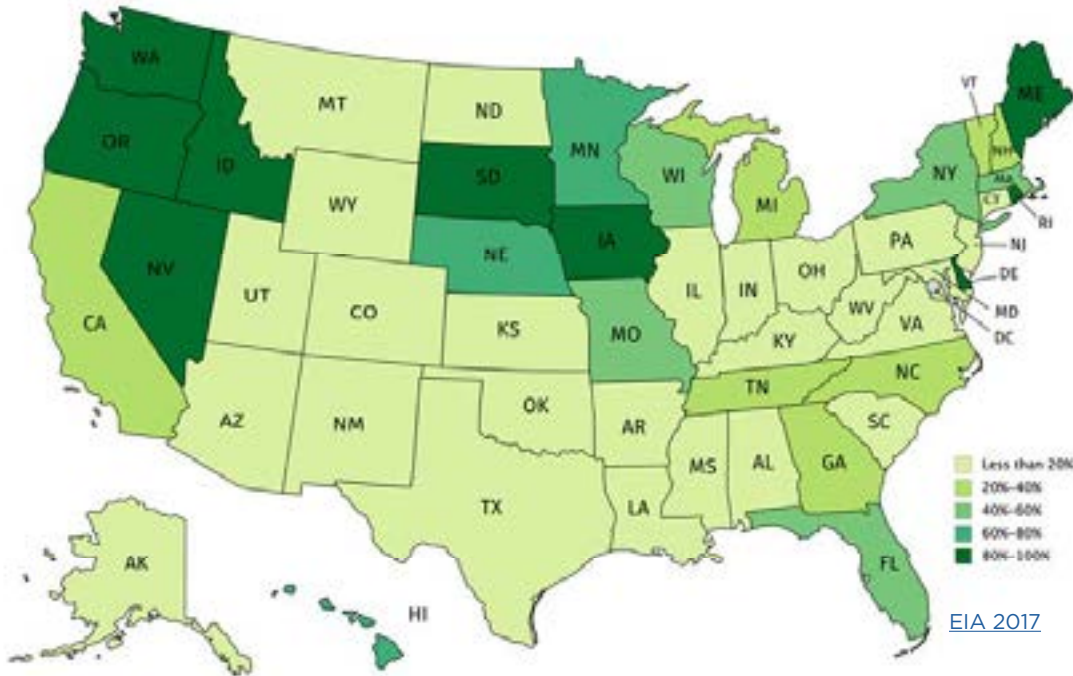 WA
MT
ND
VT
ME
OR
ID
MN
NH
SD
WI
NY
MA
WY
MI
CT
RI
NV
NE
IA
PA
NJ
UT
IL
IN
OH
DE
CA
CO
KS
MO
WV
VA
MD
DC
KY
AZ
NM
OK
AR
TN
NC
SC
MS
AL
GA
TX
LA
Less than 20%
20%-40%
40%-60%
60%-80%
80%-100%
AK
FL
HI
EIA 2017